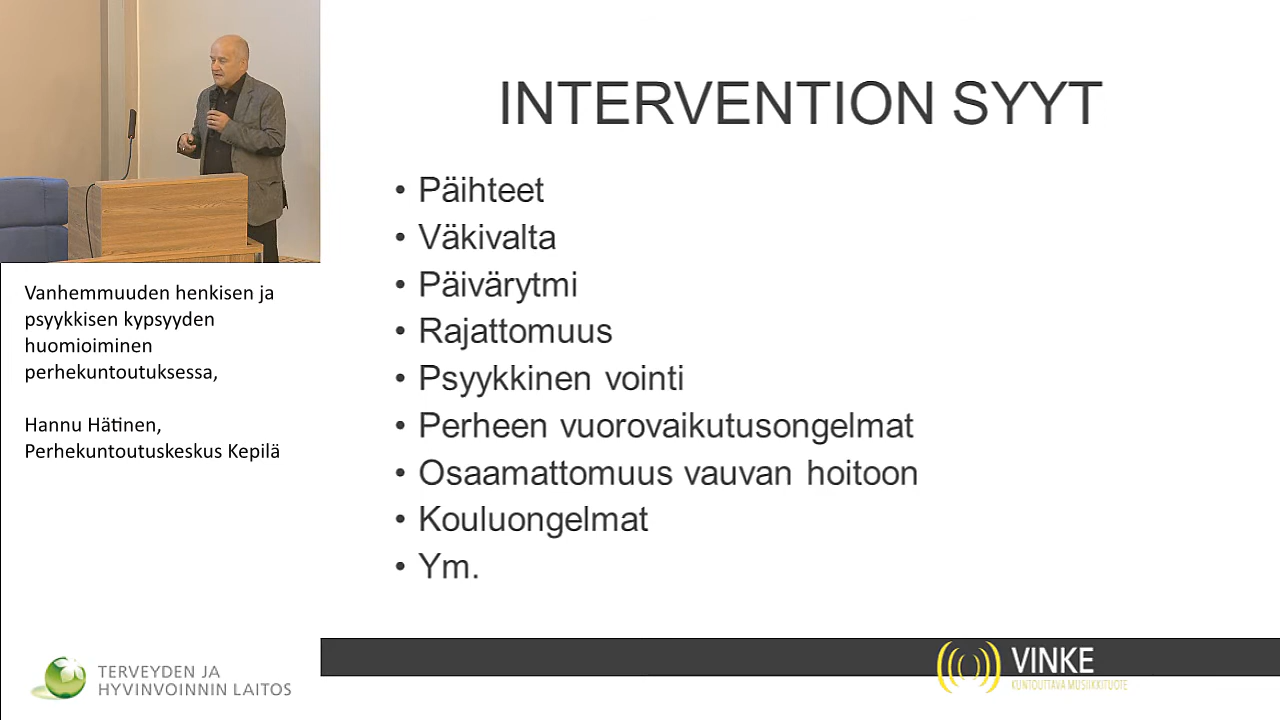 INTERVENTION SYYT
• Päihteet
• Väkivalta
• Päivärytmi
• Rajattomuus
• Psyykkinen vointi
• Perheen vuorovaikutusongelmat
• Osaamattomuus vauvan hoitoon
• Kouluongelmat
• Ym.
Vanhemmuuden henkisen ja
psyykkisen kypsyyden
huomioiminen
perhekuntoutuksessa,
Hannu Hätinen,
Perhekuntoutuskeskus Kepilä
TERVEYDEN JA
HYVINVOINNIN LAITOS
VINKE
KUNTOUTTAVA MUSIIKKITUOTE